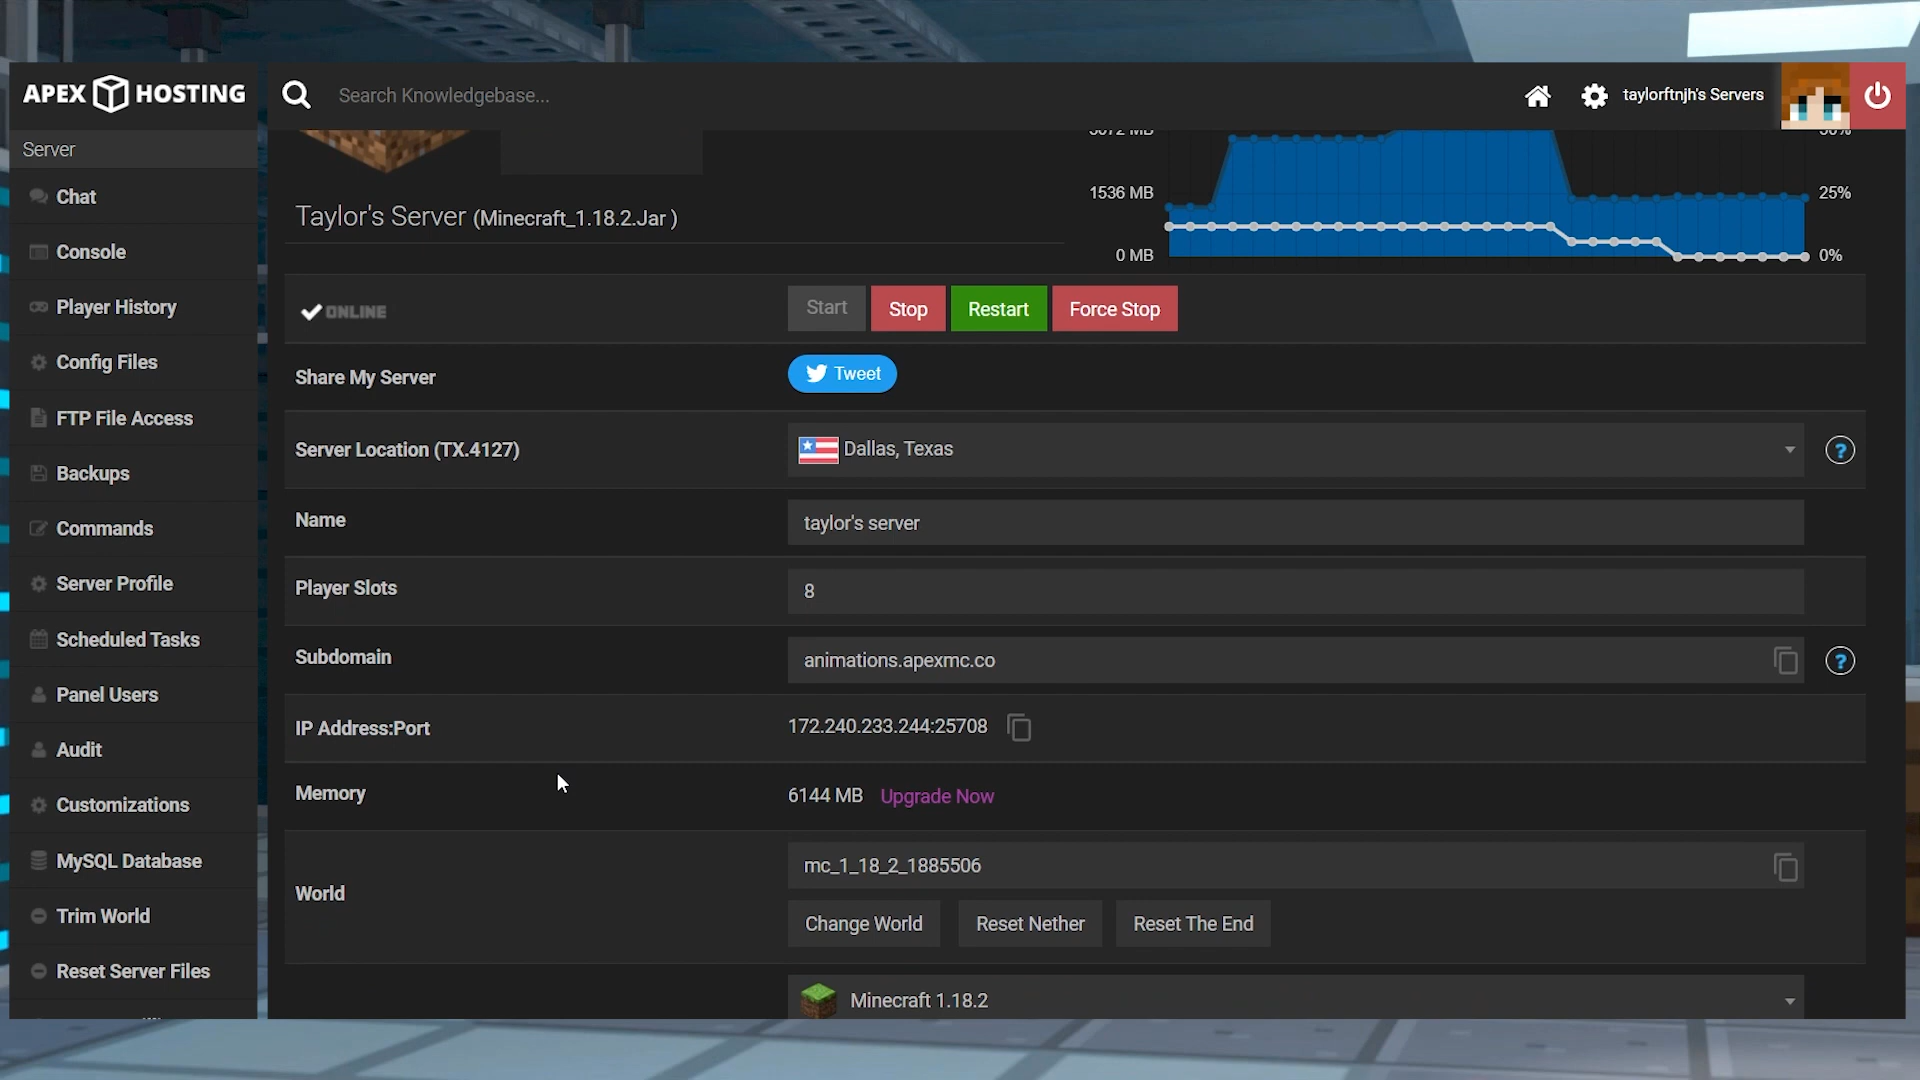 APEX HOSTING
Search Knowledgebase...
taylorftnjh's Servers
Server
Chat
Console
Player History
Config Files
FTP File Access
Backups
Commands
Server Profile
Scheduled Tasks
Panel Users
Audit
Customizations
MySQL Database
Trim World
Reset Server Files
1536 MB
25%
0 MB
0%
Taylor's Server (Minecraft_1.18.2.Jar )
ONLINE
Start
Stop
Restart
Force Stop
Share My Server
Tweet
Server Location (TX.4127)
Dallas, Texas
?
Name
taylor's server
Player Slots
8
Subdomain
animations.apexmc.co
?
IP Address:Port
172.240.233.244:25708
Memory
6144 MB Upgrade Now
World
mc_1_18_2_1885506
Change World
Reset Nether
Reset The End
Minecraft 1.18.2